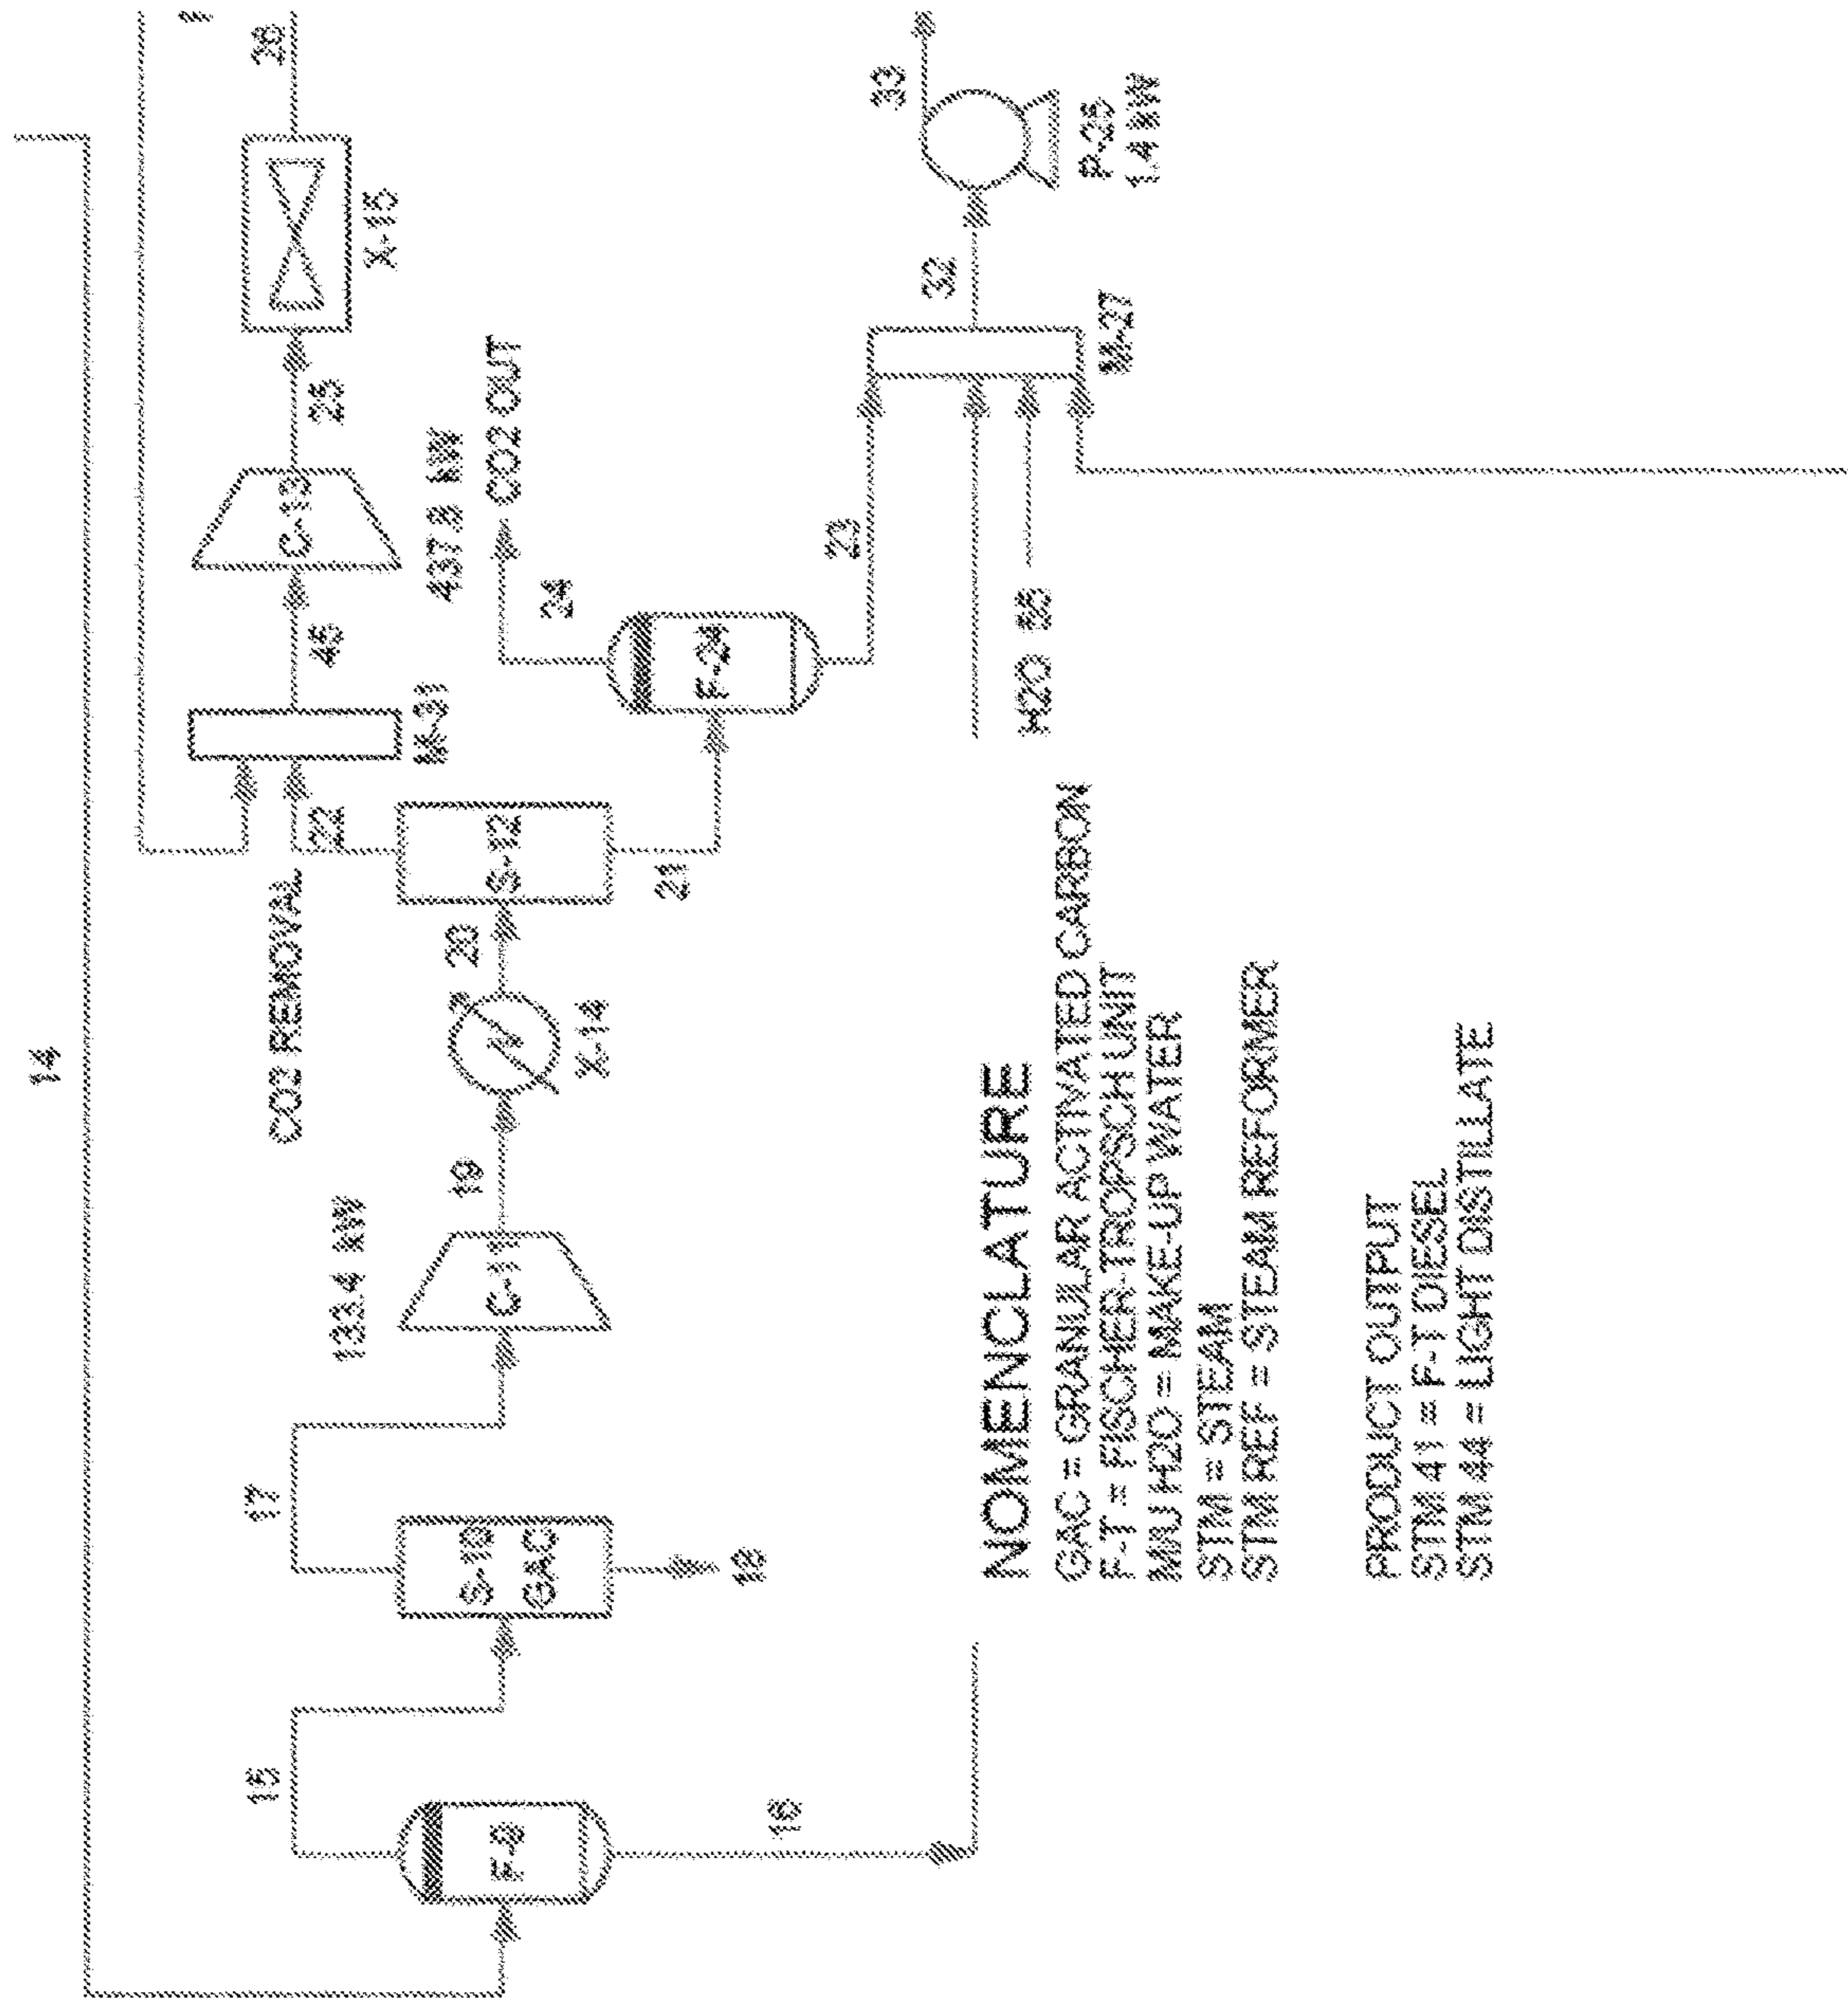 14
15
17
26
CO2 REMOVAL
22
45
25
C-13
133.4 kW
M-31
X-15
437.8 kW
19
20
S-10
GAC
C-11
S-12
CO2 OUT
24
X-14
21
18
F-24
16
23
33
32
NOMENCLATURE
H2O 55
GAC = GRANULAR ACTIVATED CARBON
F-T = FISCHER-TROPSCH UNIT
M/U H2O = MAKE-UP WATER
STM = STEAM
STM REF = STEAM REFORMER
M-27
P-25
1.4 kW
PRODUCT OUTPUT
STM 41 = F-T DIESEL
STM 44 = LIGHT DISTILLATE